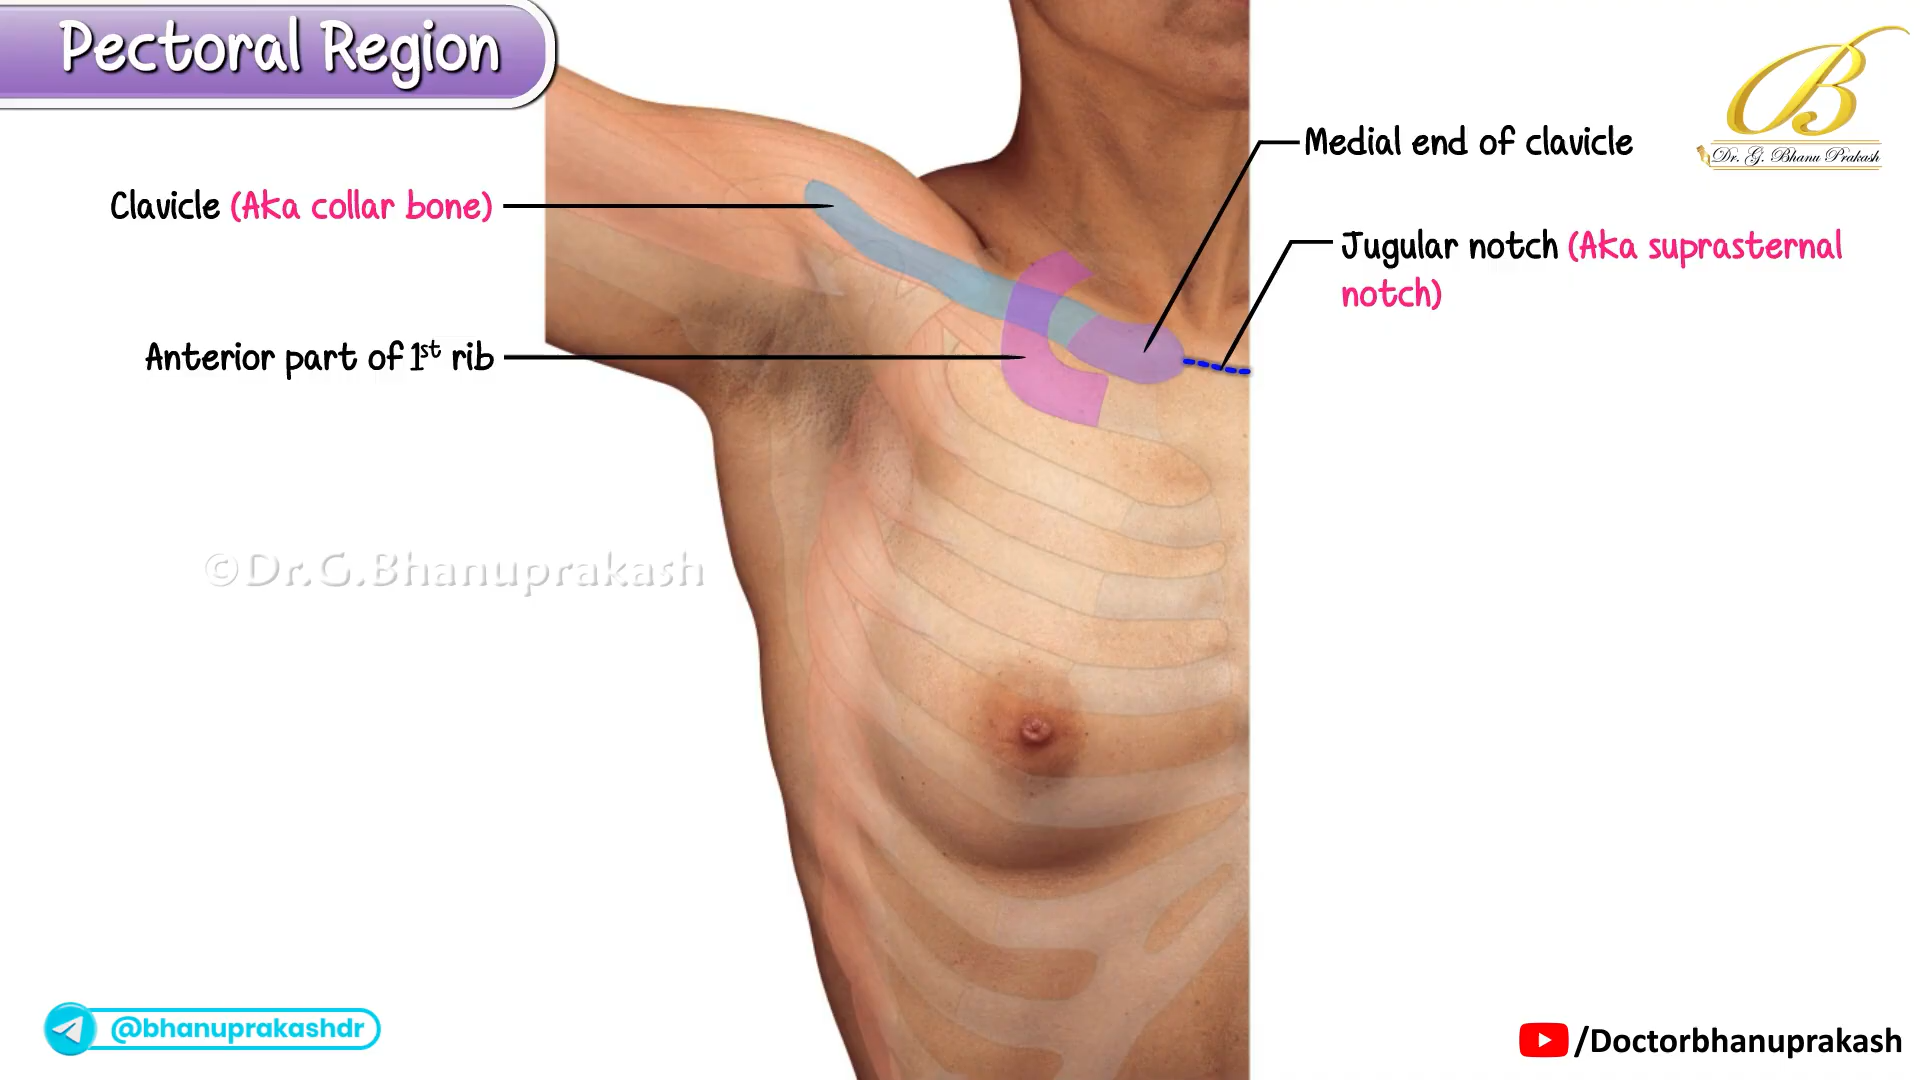 Pectoral Region
Dr. G. Bhanu Prakash
Medial end of clavicle
Clavicle (Aka collar bone)
Jugular notch (Aka suprasternal
notch)
Anterior part of 1st rib
©Dr.G.Bhanuprakash
@bhanuprakashdr
/Doctorbhanuprakash